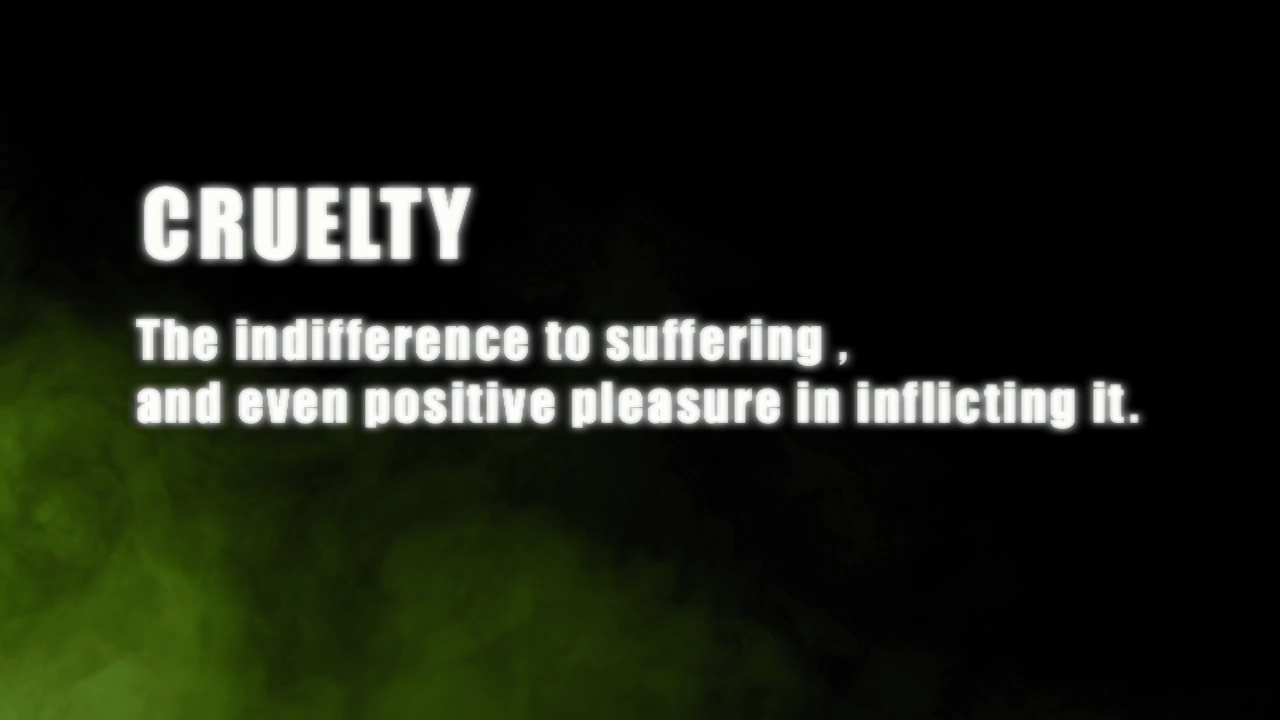 CRUELTY
The indifference to suffering ,
and even positive pleasure in inflicting it.